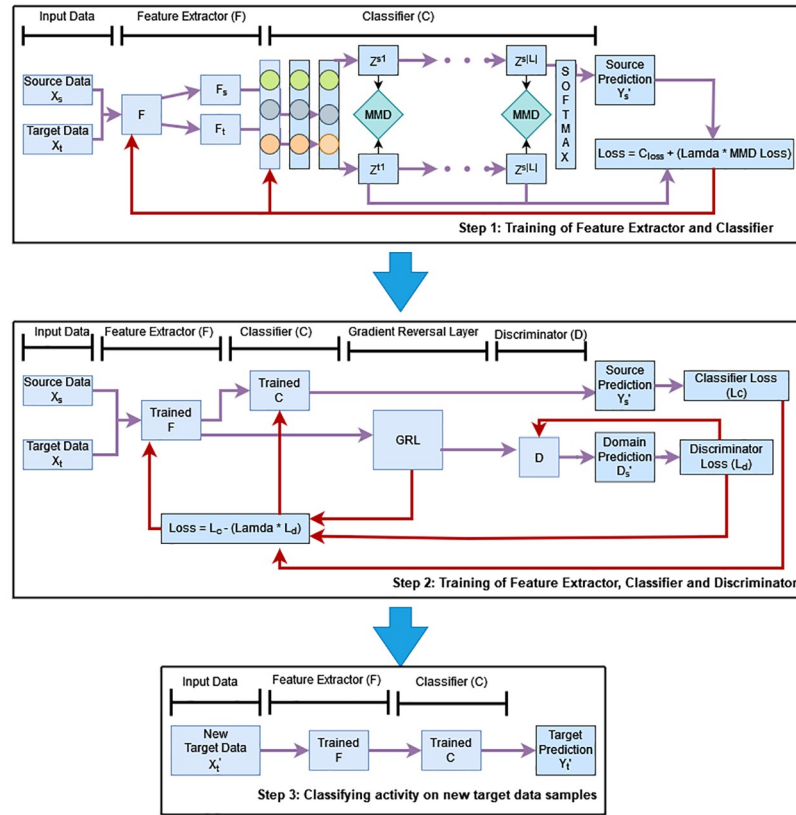 Input Data
Feature Extractor (F)
Classifier (C)
Source Data
Xs
Target Data
Xt
F
Fs
Ft
Z^s1
Z^s|L|
MMD
MMD
Z^t1
Z^s|L|
SOFTMAX
Source
Prediction
Ys'
Loss = Closs + (Lamda * MMD Loss)
Step 1: Training of Feature Extractor and Classifier
Input Data
Feature Extractor (F)
Classifier (C)
Gradient Reversal Layer
Discriminator (D)
Source Data
Xs
Target Data
Xt
Trained
F
Trained
C
GRL
D
Source
Prediction
Ys'
Classifier Loss
(Lc)
Domain
Prediction
Ds'
Discriminator
Loss (Ld)
Loss = Lc - (Lamda * Ld)
Step 2: Training of Feature Extractor, Classifier and Discriminator
Input Data
Feature Extractor (F)
Classifier (C)
New
Target Data
Xt'
Trained
F
Trained
C
Target
Prediction
Yt'
Step 3: Classifying activity on new target data samples